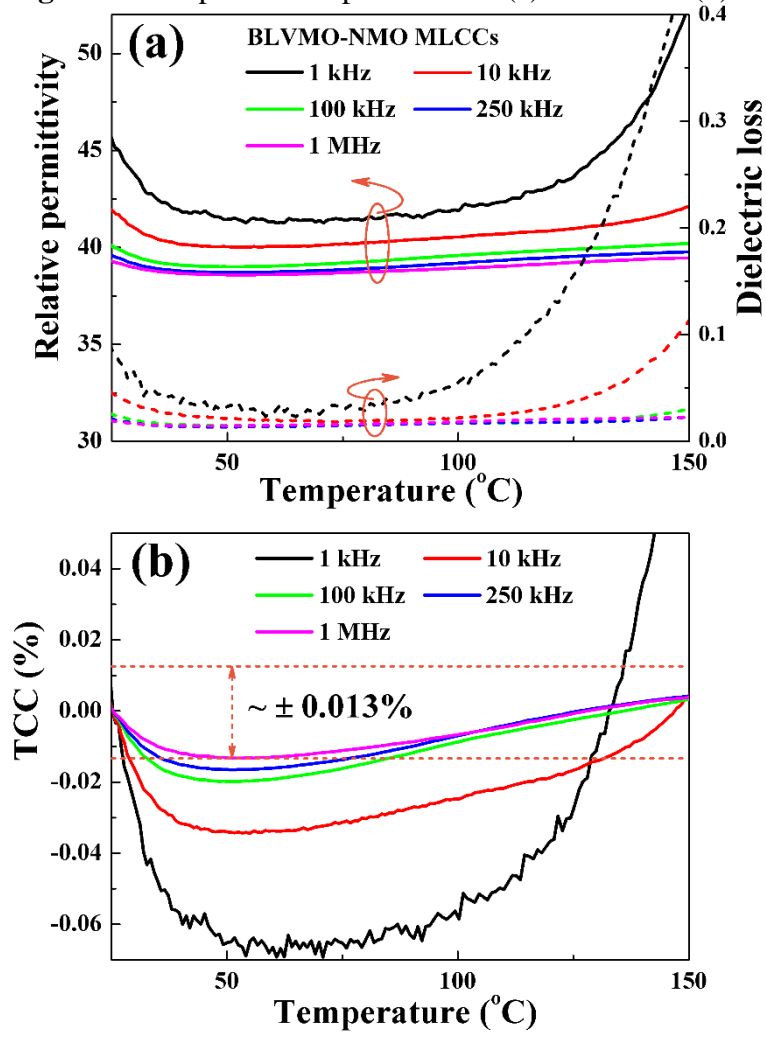 (a)
BLVMO-NMO MLCCs
1 kHz 10 kHz
100 kHz 250 kHz
1 MHz
Relative permittivity
50
45
40
35
30
Dielectric loss
0.4
0.3
0.2
0.1
0.0
50 100 150
Temperature (°C)
(b)
1 kHz 10 kHz
100 kHz 250 kHz
1 MHz
~ ± 0.013%
TCC (%)
0.04
0.02
0.00
-0.02
-0.04
-0.06
50 100 150
Temperature (°C)